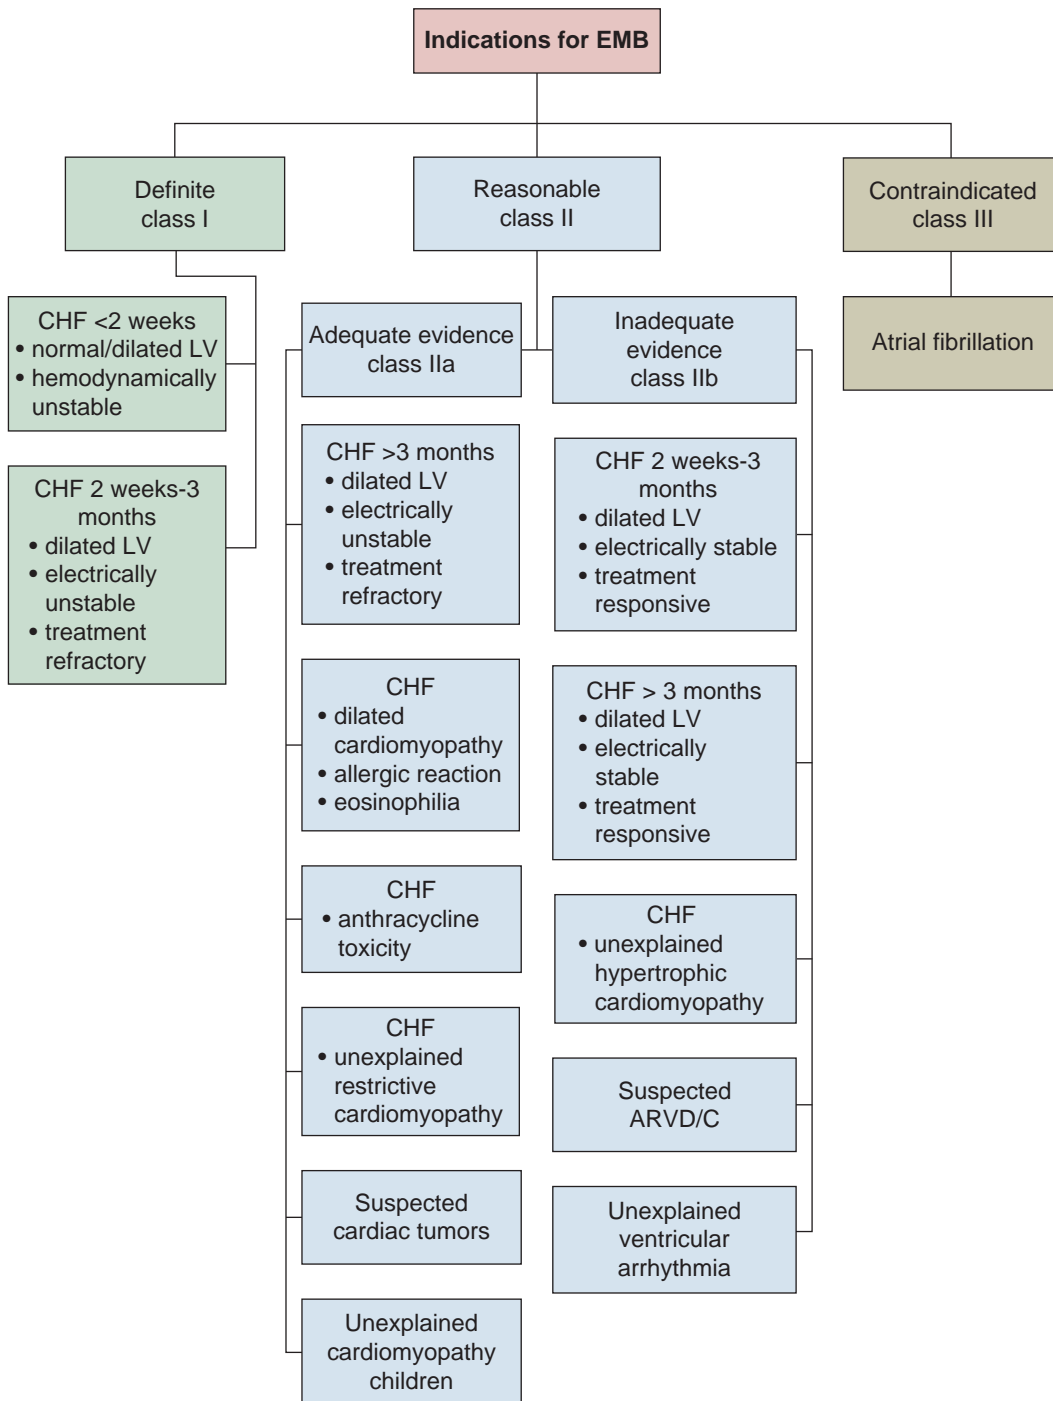 Indications for EMB
Definite
class I
Reasonable
class II
Contraindicated
class III
CHF <2 weeks
• normal/dilated LV
• hemodynamically
unstable
CHF 2 weeks-3
months
• dilated LV
• electrically
unstable
• treatment
refractory
Adequate evidence
class IIa
CHF >3 months
• dilated LV
• electrically
unstable
• treatment
refractory
CHF
• dilated
cardiomyopathy
• allergic reaction
• eosinophilia
CHF
• anthracycline
toxicity
CHF
• unexplained
restrictive
cardiomyopathy
Suspected
cardiac tumors
Unexplained
cardiomyopathy
children
Inadequate
evidence
class IIb
CHF 2 weeks-3
months
• dilated LV
• electrically stable
• treatment
responsive
CHF > 3 months
• dilated LV
• electrically
stable
• treatment
responsive
CHF
• unexplained
hypertrophic
cardiomyopathy
Suspected
ARVD/C
Unexplained
ventricular
arrhythmia
Atrial fibrillation